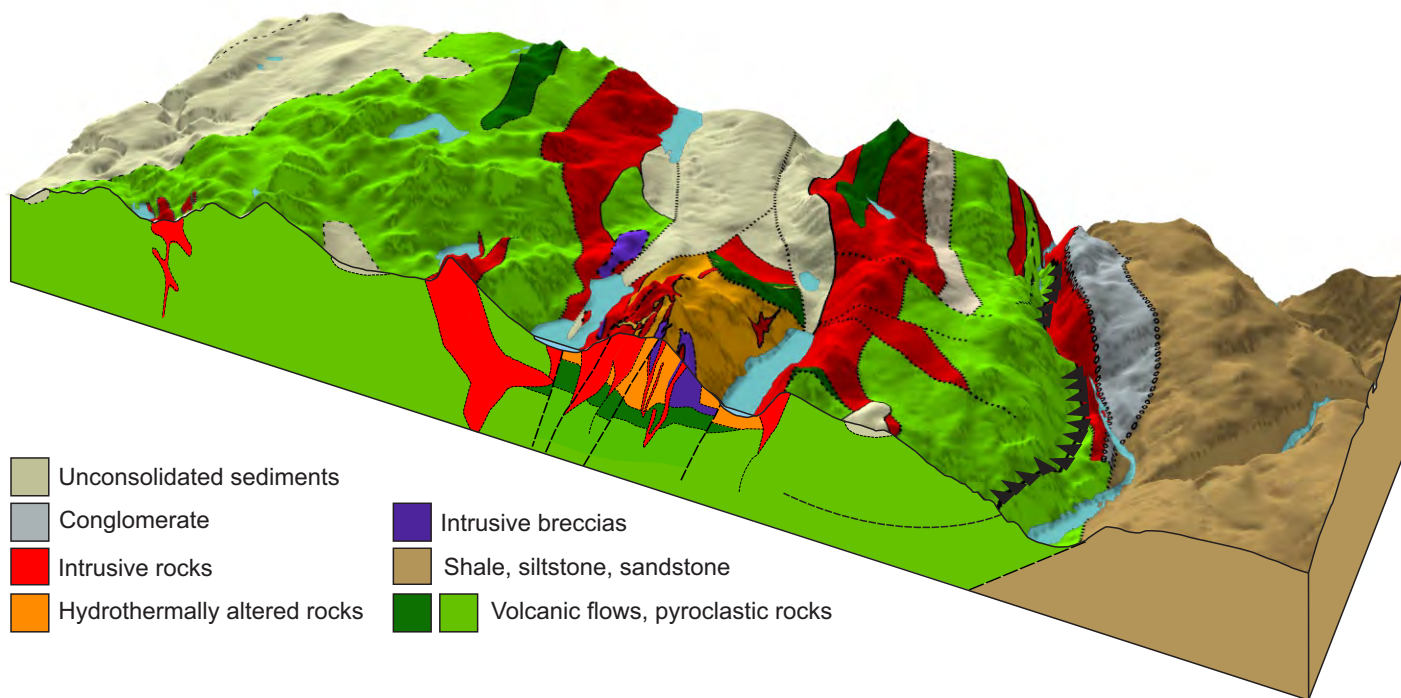 Unconsolidated sediments
Conglomerate
Intrusive rocks
Hydrothermally altered rocks
Intrusive breccias
Shale, siltstone, sandstone
Volcanic flows, pyroclastic rocks